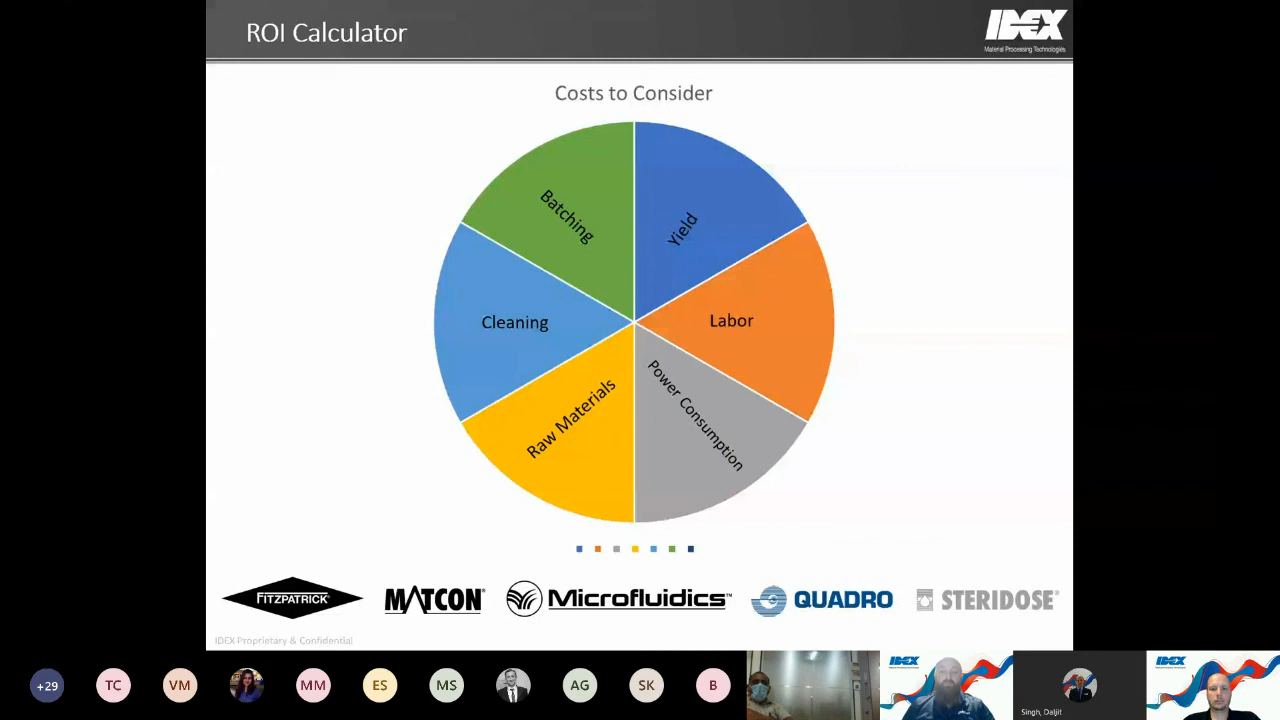 ROI Calculator
IDEX
Material Processing Technologies
Costs to Consider
Batching
Yield
Cleaning
Labor
Raw Materials
Power Consumption
FITZPATRICK®
MATCON®
Microfluidics™
QUADRO
STERIDOSE®
IDEX Proprietary & Confidential
+29
TC
VM
MM
ES
MS
AG
SK
B
IDEX
Singh, Daljit
IDEX